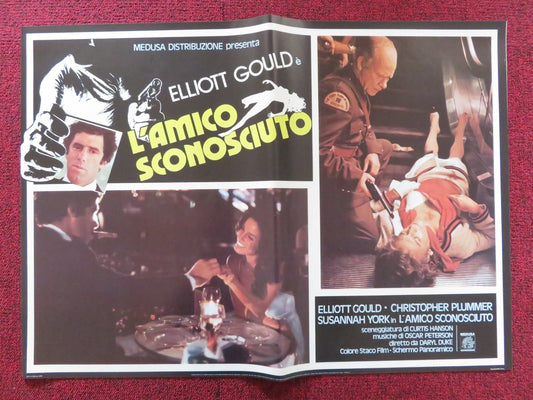 MEDUSA DISTRIBUZIONE presenta
ELLIOTT GOULD è
L'AMICO
SCONOSCIUTO
ELLIOTT GOULD · CHRISTOPHER PLUMMER
SUSANNAH YORK in L'AMICO SCONOSCIUTO
sceneggiatura di CURTIS HANSON
musiche di OSCAR PETERSON
diretto da DARYL DUKE
Colore Staco Film - Schermo Panoramico
MEDUSA